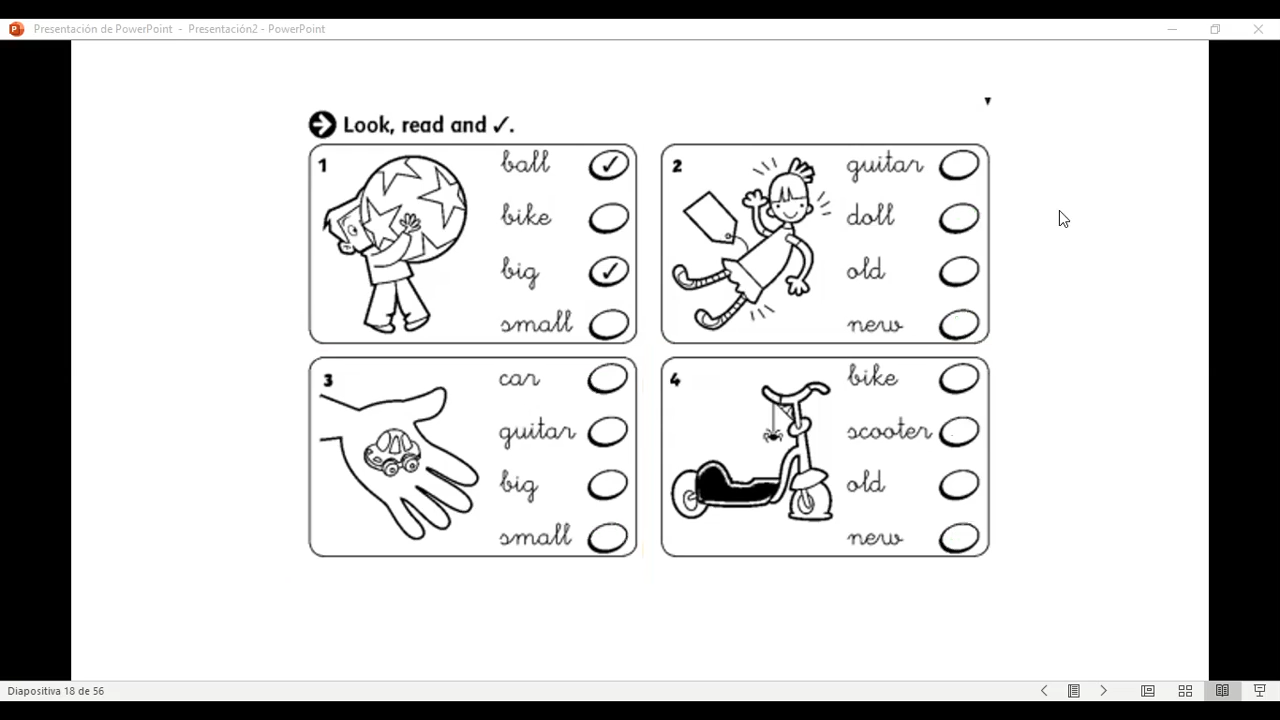 Presentación de PowerPoint - Presentación2 - PowerPoint
Look, read and ✓.
1
ball ✓
bike
big ✓
small
2
guitar
doll
old
new
3
car
guitar
big
small
4
bike
scooter
old
new
Diapositiva 18 de 56